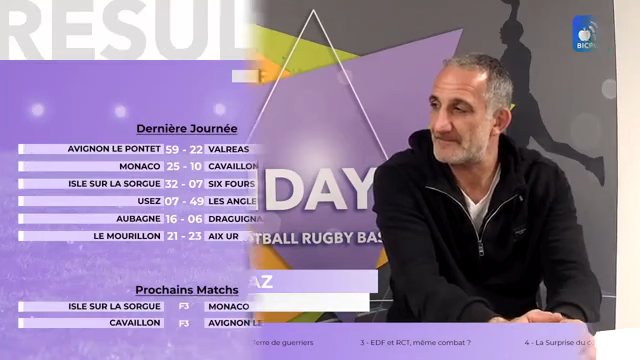 RESUL
BICP
Dernière Journée
AVIGNON LE PONTET 59 - 22 VALREAS
MONACO 25 - 10 CAVAILLON
ISLE SUR LA SORGUE 32 - 07 SIX FOURS
USEZ 07 - 49 LES ANGLE
AUBAGNE 16 - 06 DRAGUIGNA
LE MOURILLON 21 - 23 AIX UR
IDAY
OTBALL RUGBY BAS
AZ
Prochains Matchs
ISLE SUR LA SORGUE F3 MONACO
CAVAILLON F3 AVIGNON LE
Terre de guerriers 3 - EDF et RCT, même combat ? 4 - La Surprise du c